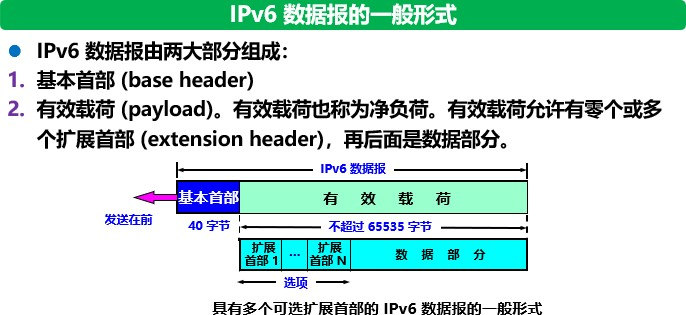 IPv6 数据报的一般形式
● IPv6 数据报由两大部分组成：
1. 基本首部 (base header)
2. 有效载荷 (payload)。有效载荷也称为净负荷。有效载荷允许有零个或多
个扩展首部 (extension header)，再后面是数据部分。
IPv6 数据报
基本首部 有 效 载 荷
发送在前 40 字节 不超过 65535 字节
扩展 … 扩展 数 据 部 分
首部 1 首部 N
选项
具有多个可选扩展首部的 IPv6 数据报的一般形式